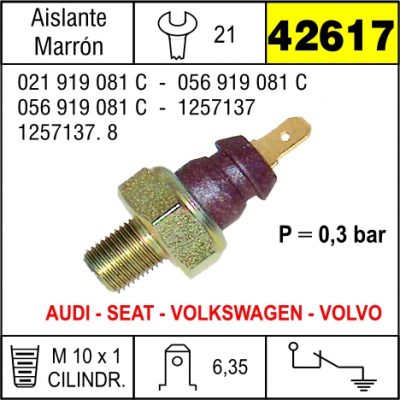 Aislante
Marrón
21
42617
021 919 081 C - 056 919 081 C
056 919 081 C - 1257137
1257137. 8
P = 0,3 bar
AUDI - SEAT - VOLKSWAGEN - VOLVO
M 10 x 1
CILINDR.
6,35